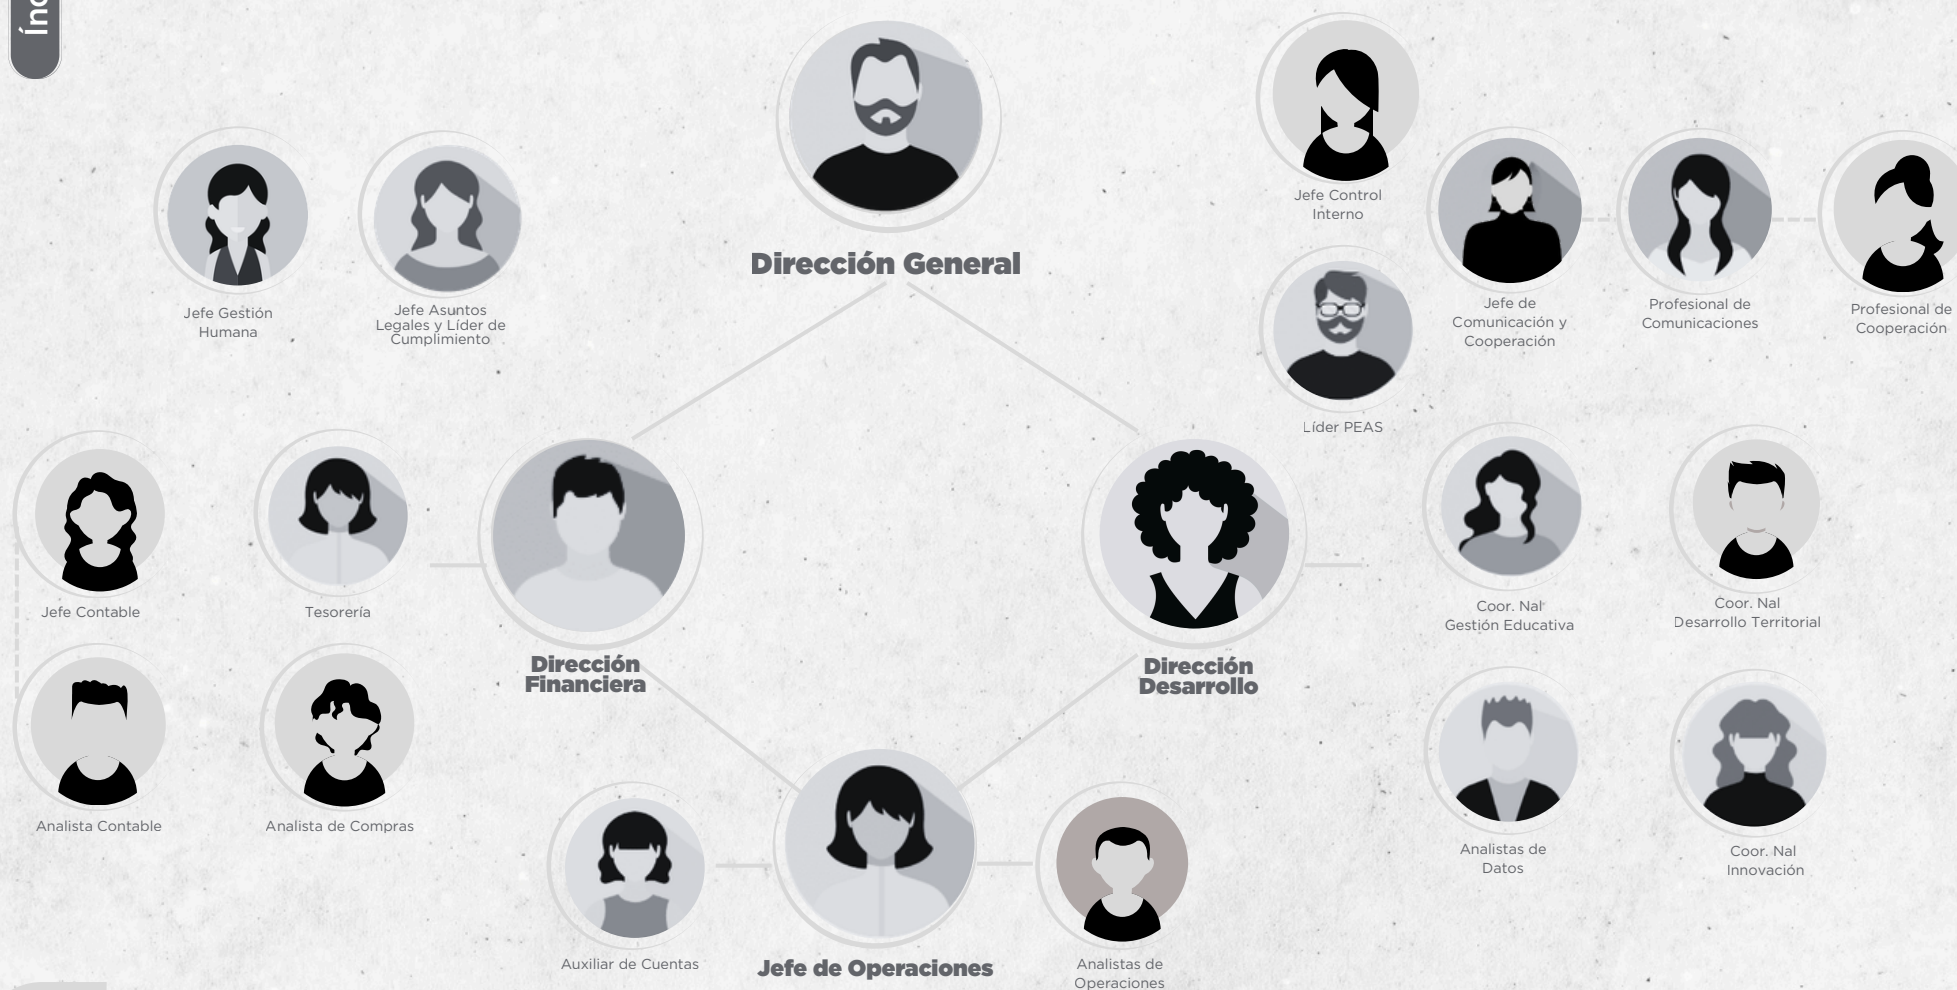 Índ
Dirección General
Jefe Control
Interno
Jefe Gestión
Humana
Jefe Asuntos
Legales y Líder de
Cumplimiento
Jefe de
Comunicación y
Cooperación
Profesional de
Comunicaciones
Profesional de
Cooperación
Líder PEAS
Jefe Contable
Tesorería
Dirección
Financiera
Dirección
Desarrollo
Coor. Nal
Gestión Educativa
Coor. Nal
Desarrollo Territorial
Analista Contable
Analista de Compras
Analistas de
Datos
Coor. Nal
Innovación
Auxiliar de Cuentas
Jefe de Operaciones
Analistas de
Operaciones